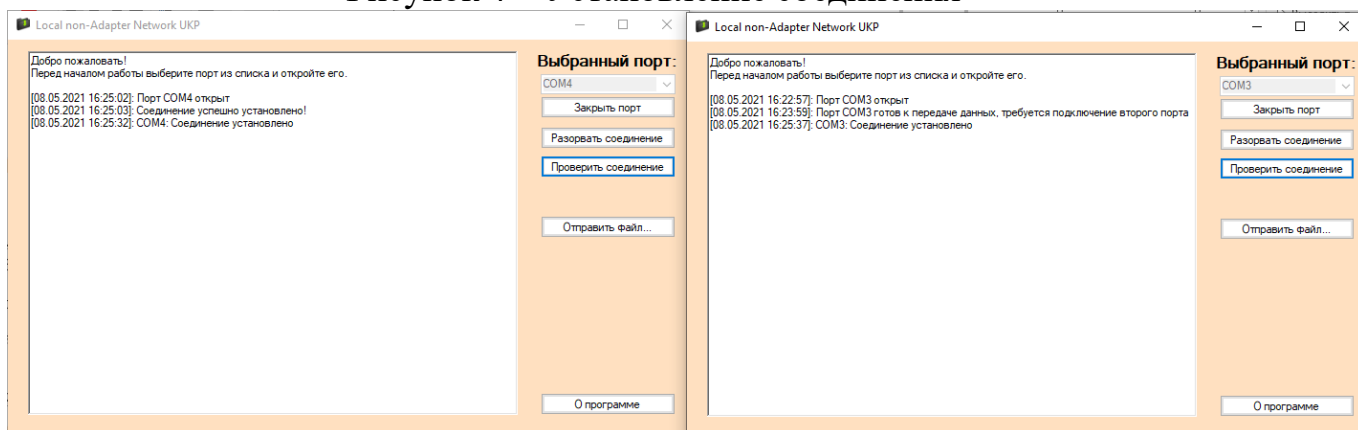 Local non-Adapter Network UKP
Добро пожаловать!
Перед началом работы выберите порт из списка и откройте его.
[08.05.2021 16:25:02]: Порт COM4 открыт
[08.05.2021 16:25:03]: Соединение успешно установлено!
[08.05.2021 16:25:32]: COM4: Соединение установлено
Выбранный порт:
COM4
Закрыть порт
Разорвать соединение
Проверить соединение
Отправить файл...
О программе
Local non-Adapter Network UKP
Добро пожаловать!
Перед началом работы выберите порт из списка и откройте его.
[08.05.2021 16:22:57]: Порт COM3 открыт
[08.05.2021 16:23:59]: Порт COM3 готов к передаче данных, требуется подключение второго порта
[08.05.2021 16:25:37]: COM3: Соединение установлено
Выбранный порт:
COM3
Закрыть порт
Разорвать соединение
Проверить соединение
Отправить файл...
О программе